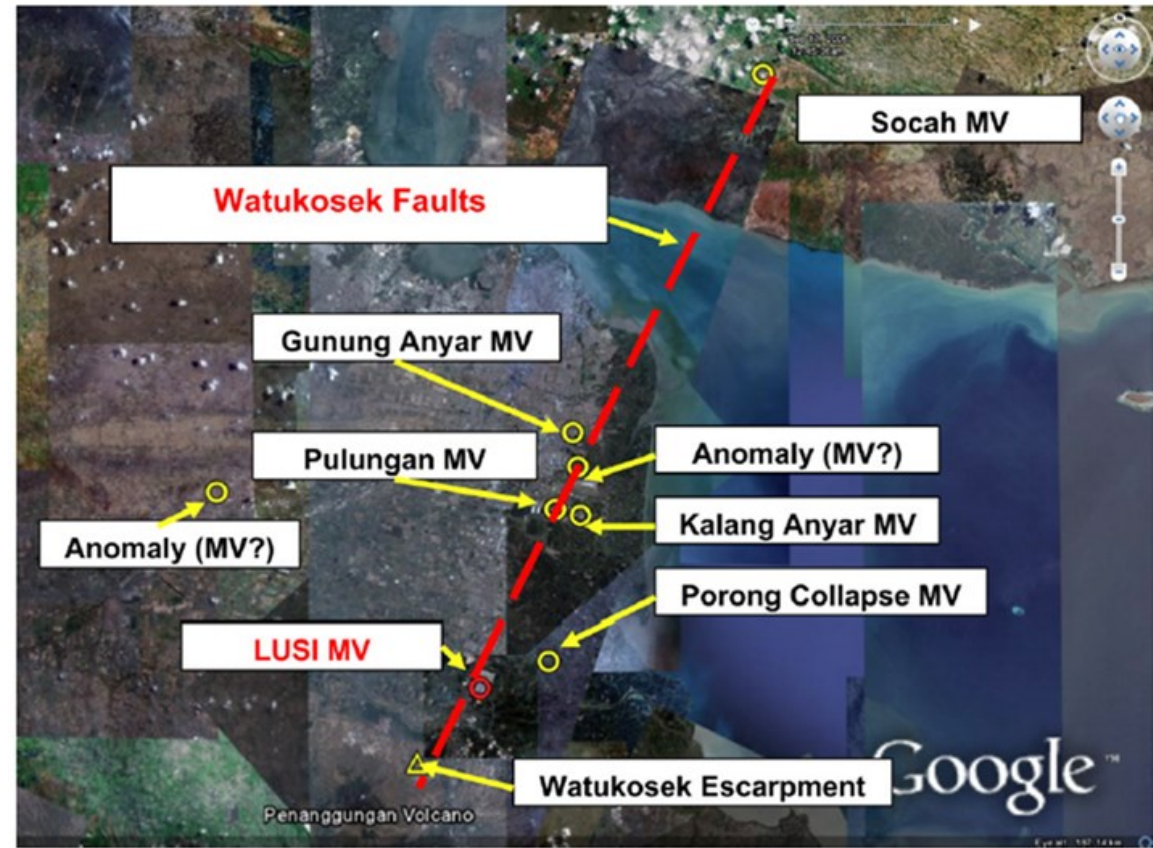 Socah MV
Watukosek Faults
Gunung Anyar MV
Pulungan MV
Anomaly (MV?)
Anomaly (MV?)
Kalang Anyar MV
Porong Collapse MV
LUSI MV
Watukosek Escarpment
Google™
Penanggungan Volcano